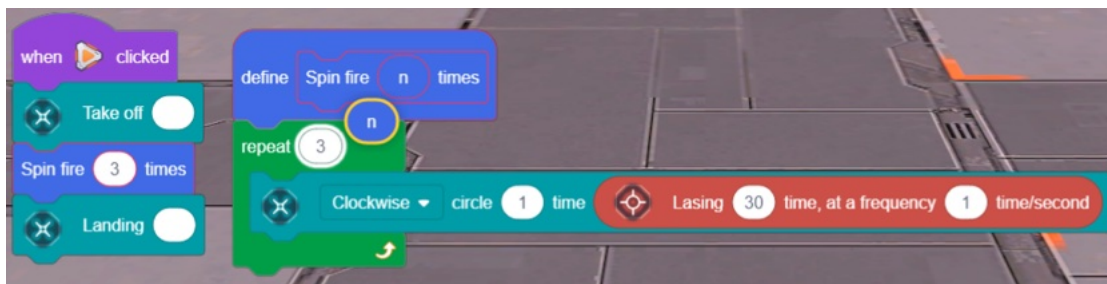 when clicked
Take off
Spin fire 3 times
Landing
define Spin fire n times
n
repeat 3
Clockwise circle 1 time Lasing 30 time, at a frequency 1 time/second